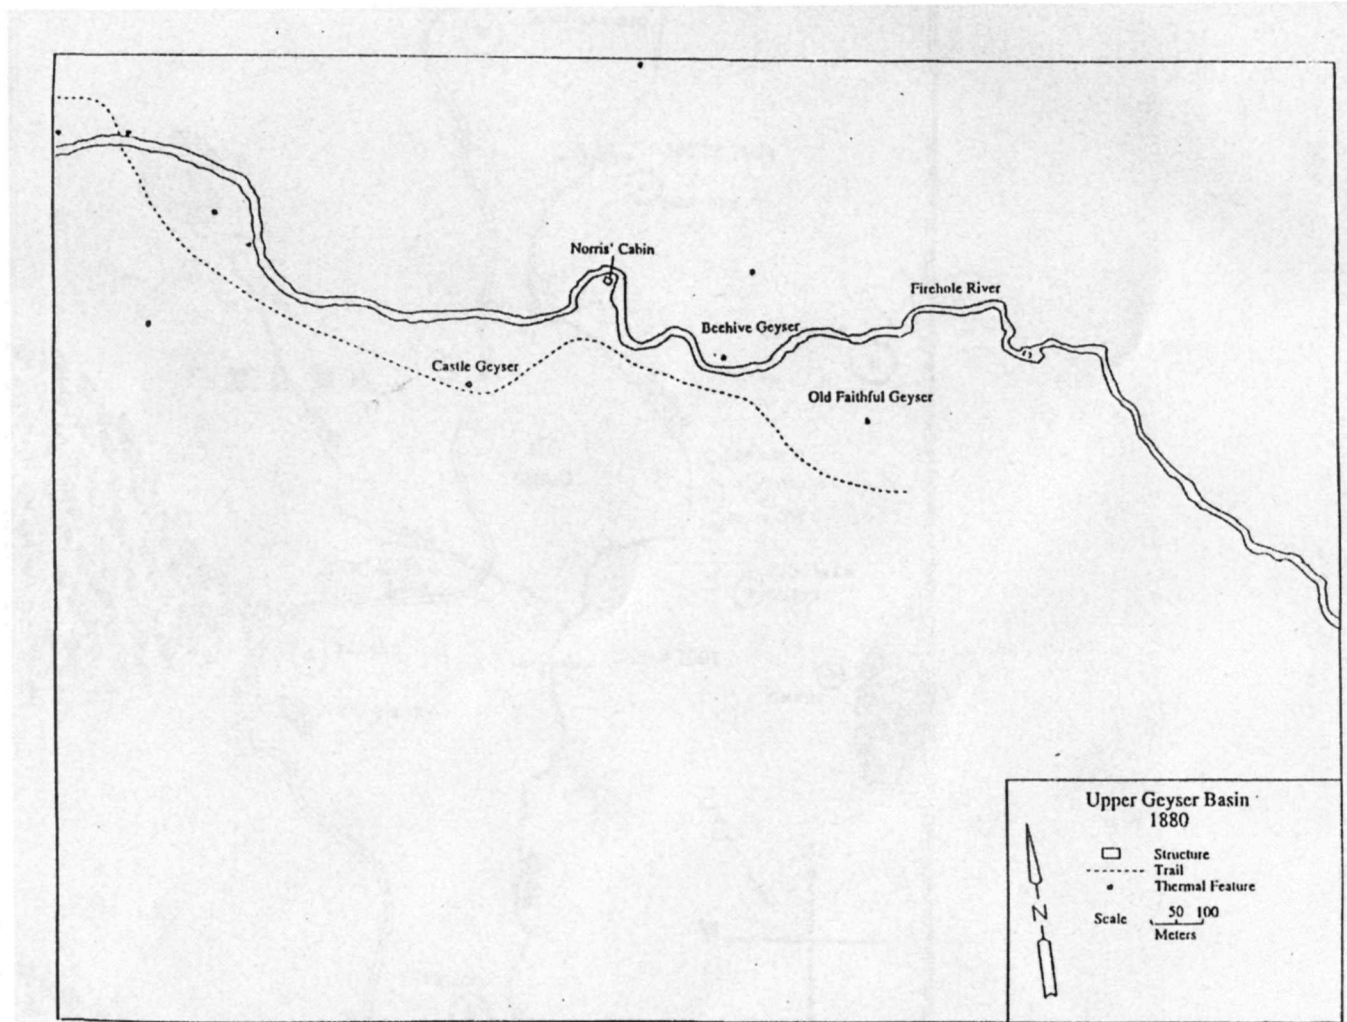 Norris' Cabin
Firehole River
Beehive Geyser
Castle Geyser
Old Faithful Geyser
Upper Geyser Basin
1880
Structure
Trail
Thermal Feature
N
Scale 50 100
Meters